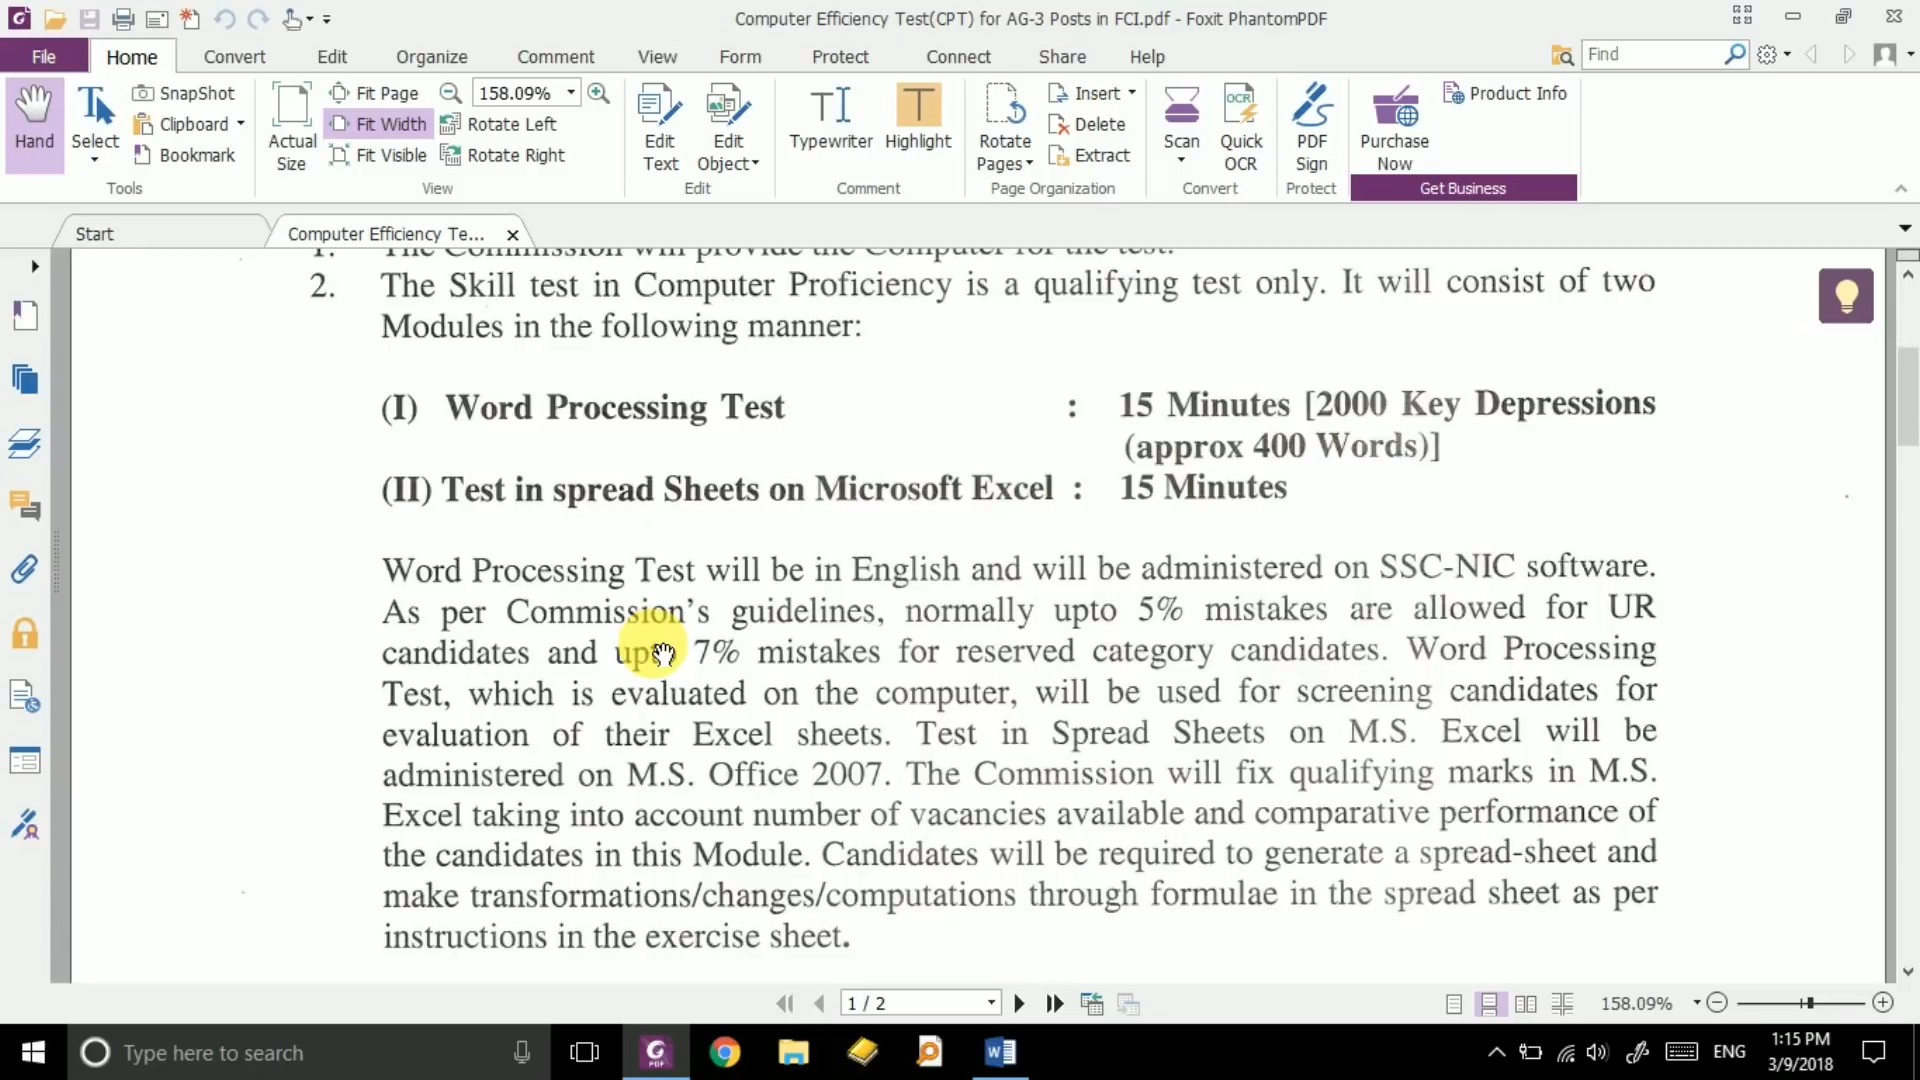 Computer Efficiency Test(CPT) for AG-3 Posts in FCI.pdf - Foxit PhantomPDF
File Home Convert Edit Organize Comment View Form Protect Connect Share Help Find
Hand
Select
SnapShot
Clipboard
Bookmark
Tools
Actual Size
Fit Page
Fit Width
Fit Visible
158.09%
Rotate Left
Rotate Right
View
Edit Text
Edit Object
Edit
Typewriter
Highlight
Comment
Rotate Pages
Insert
Delete
Extract
Page Organization
Scan
Quick OCR
Convert
PDF Sign
Protect
Purchase Now
Product Info
Get Business
Start
Computer Efficiency Te...
1. The Commission will provide the Computer for the test.
2. The Skill test in Computer Proficiency is a qualifying test only. It will consist of two
Modules in the following manner:
(I) Word Processing Test : 15 Minutes [2000 Key Depressions
(approx 400 Words)]
(II) Test in spread Sheets on Microsoft Excel : 15 Minutes
Word Processing Test will be in English and will be administered on SSC-NIC software.
As per Commission's guidelines, normally upto 5% mistakes are allowed for UR
candidates and upto 7% mistakes for reserved category candidates. Word Processing
Test, which is evaluated on the computer, will be used for screening candidates for
evaluation of their Excel sheets. Test in Spread Sheets on M.S. Excel will be
administered on M.S. Office 2007. The Commission will fix qualifying marks in M.S.
Excel taking into account number of vacancies available and comparative performance of
the candidates in this Module. Candidates will be required to generate a spread-sheet and
make transformations/changes/computations through formulae in the spread sheet as per
instructions in the exercise sheet.
1 / 2
158.09%
Type here to search
ENG
1:15 PM
3/9/2018